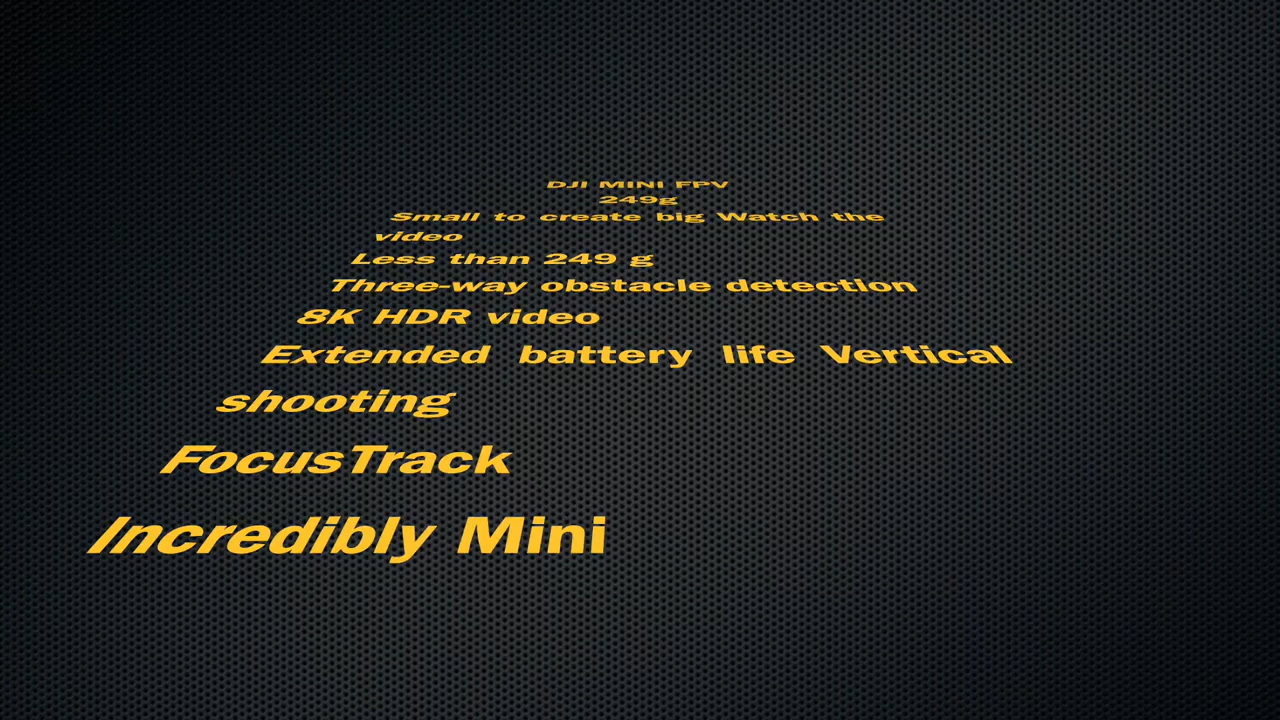 DJI MINI FPV
249g
Small to create big Watch the
video
Less than 249 g
Three-way obstacle detection
8K HDR video
Extended battery life Vertical
shooting
FocusTrack
Incredibly Mini